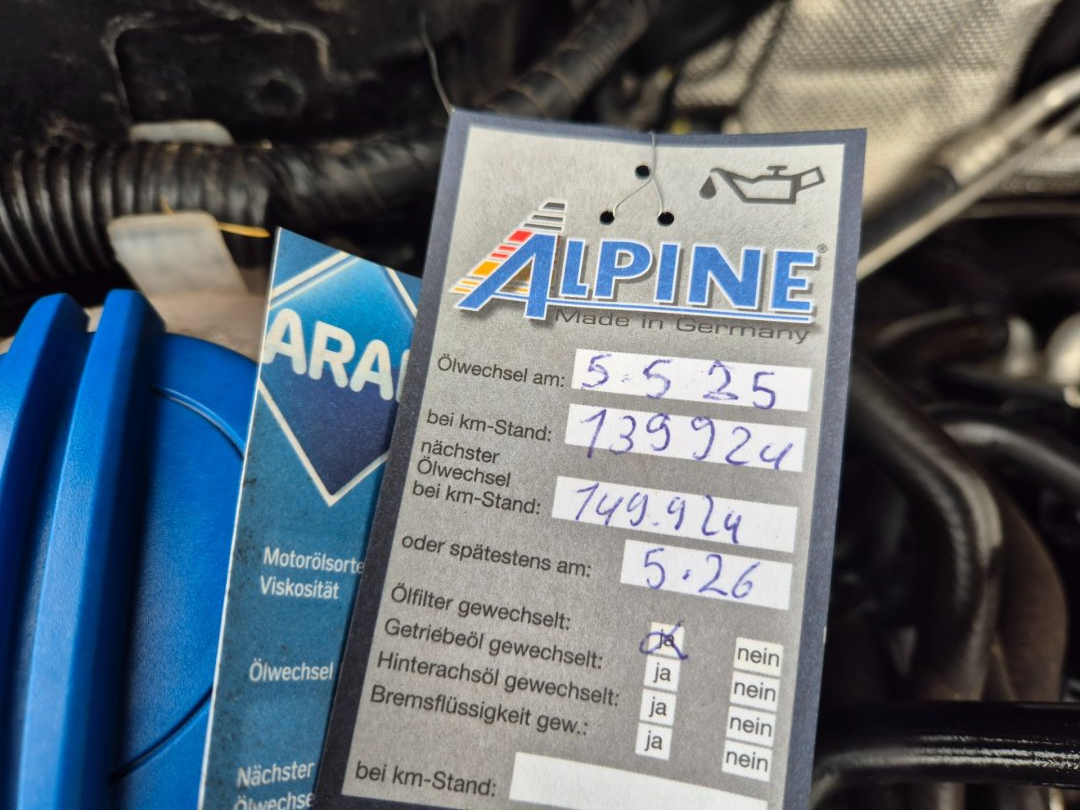 ALPINE®
Made in Germany
Ölwechsel am: 5.5 25
bei km-Stand: 139924
nächster
Ölwechsel
bei km-Stand: 149.924
oder spätestens am: 5.26
Ölfilter gewechselt: ja nein
Getriebeöl gewechselt: ja nein
Hinterachsöl gewechselt: ja nein
Bremsflüssigkeit gew.: ja nein
bei km-Stand:
ARA
Motorölsorte
Viskosität
Ölwechsel
Nächster
Ölwechse